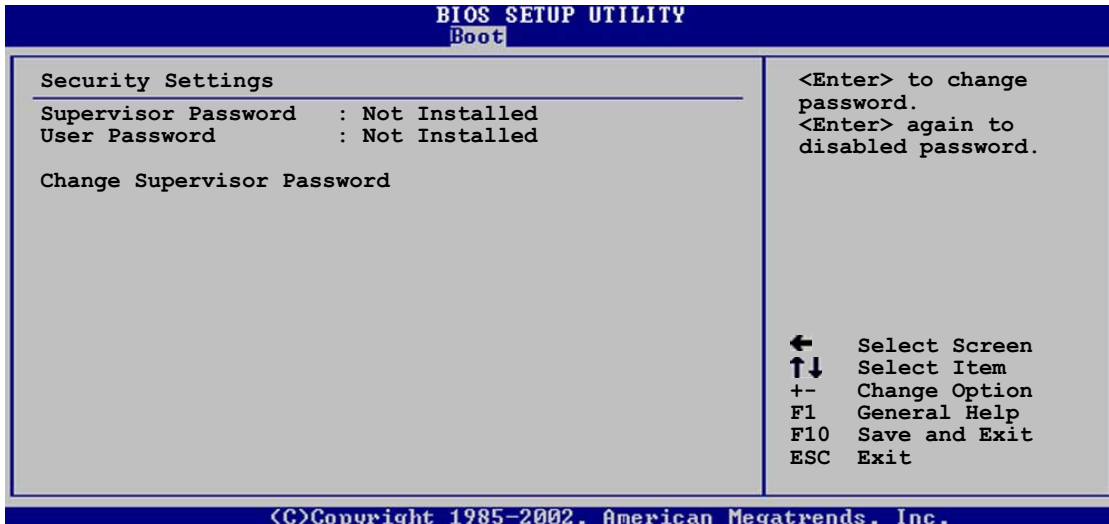 BIOS SETUP UTILITY
Boot
Security Settings
Supervisor Password : Not Installed
User Password : Not Installed
Change Supervisor Password
<Enter> to change
password.
<Enter> again to
disabled password.
← Select Screen
↑↓ Select Item
+- Change Option
F1 General Help
F10 Save and Exit
ESC Exit
(C)Copyright 1985-2002, American Megatrends, Inc.